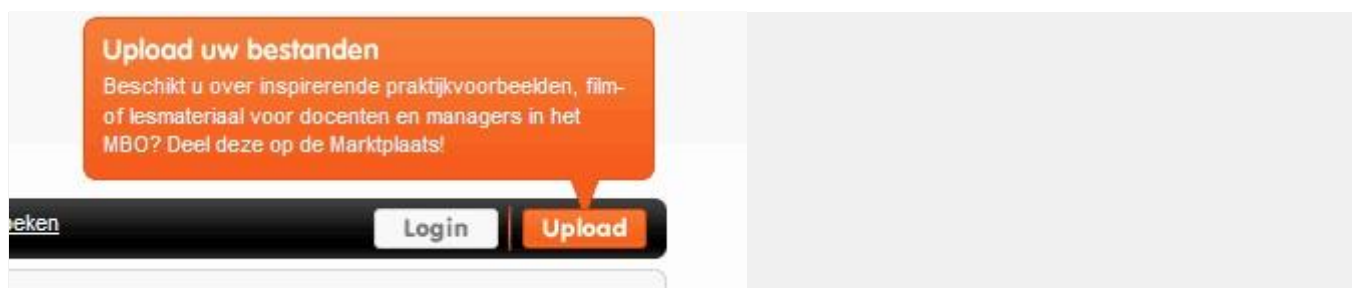 Upload uw bestanden
Beschikt u over inspirerende praktijkvoorbeelden, film-
of lesmateriaal voor docenten en managers in het
MBO? Deel deze op de Marktplaats!
eken Login Upload